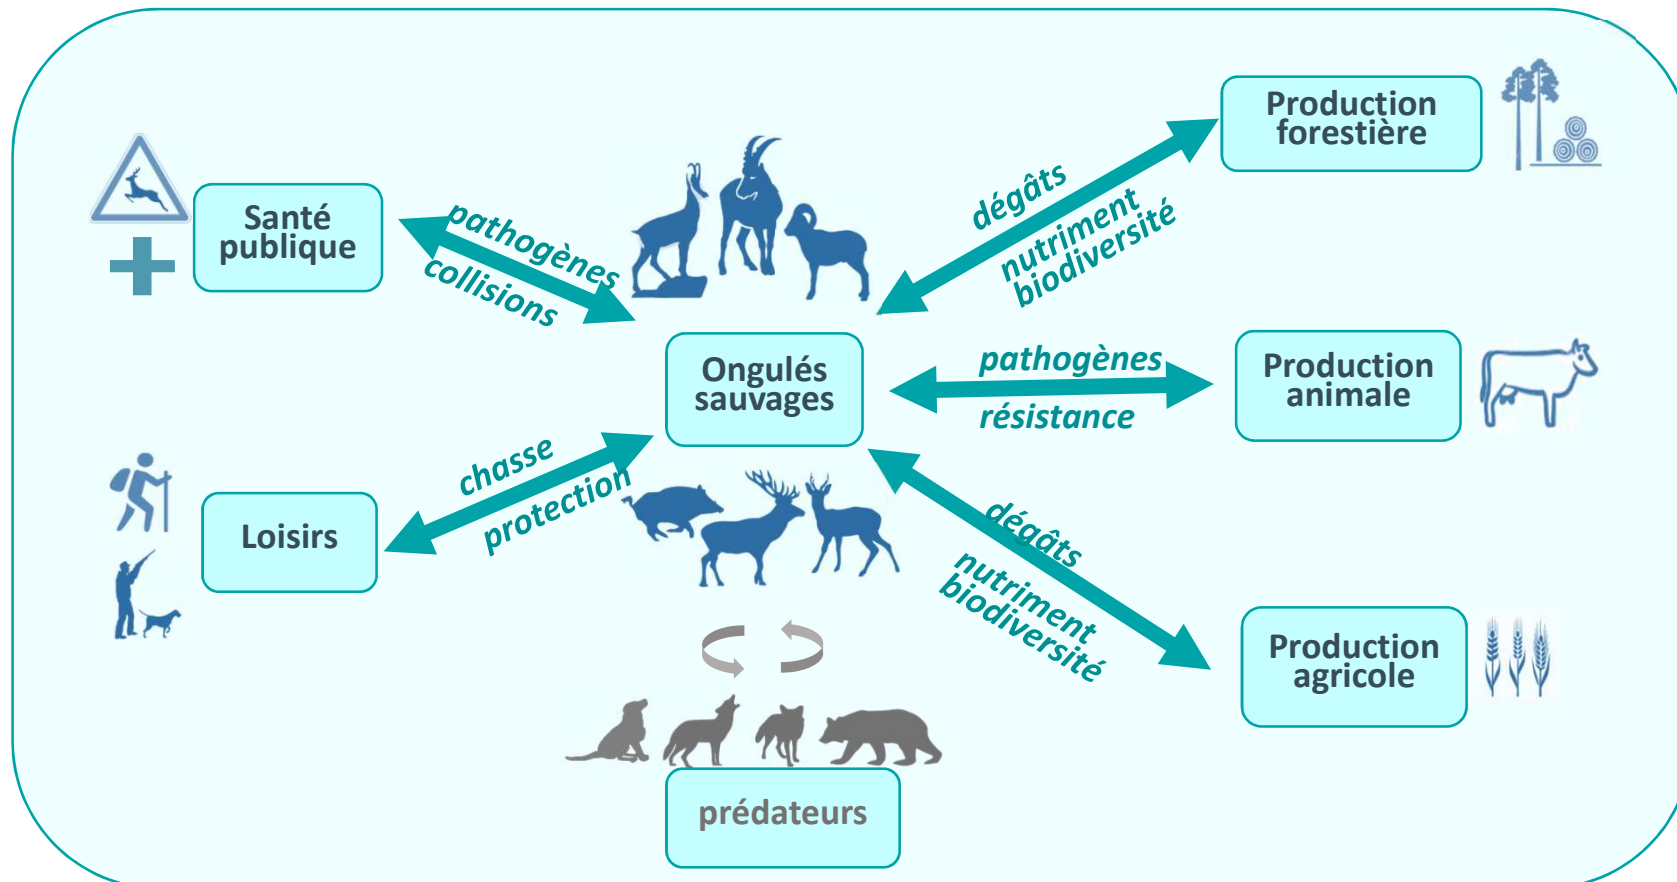 Production
forestière
Santé
publique
pathogènes
collisions
dégâts
nutriment
biodiversité
Ongulés
sauvages
pathogènes
résistance
Production
animale
chasse
protection
Loisirs
dégâts
nutriment
biodiversité
Production
agricole
prédateurs